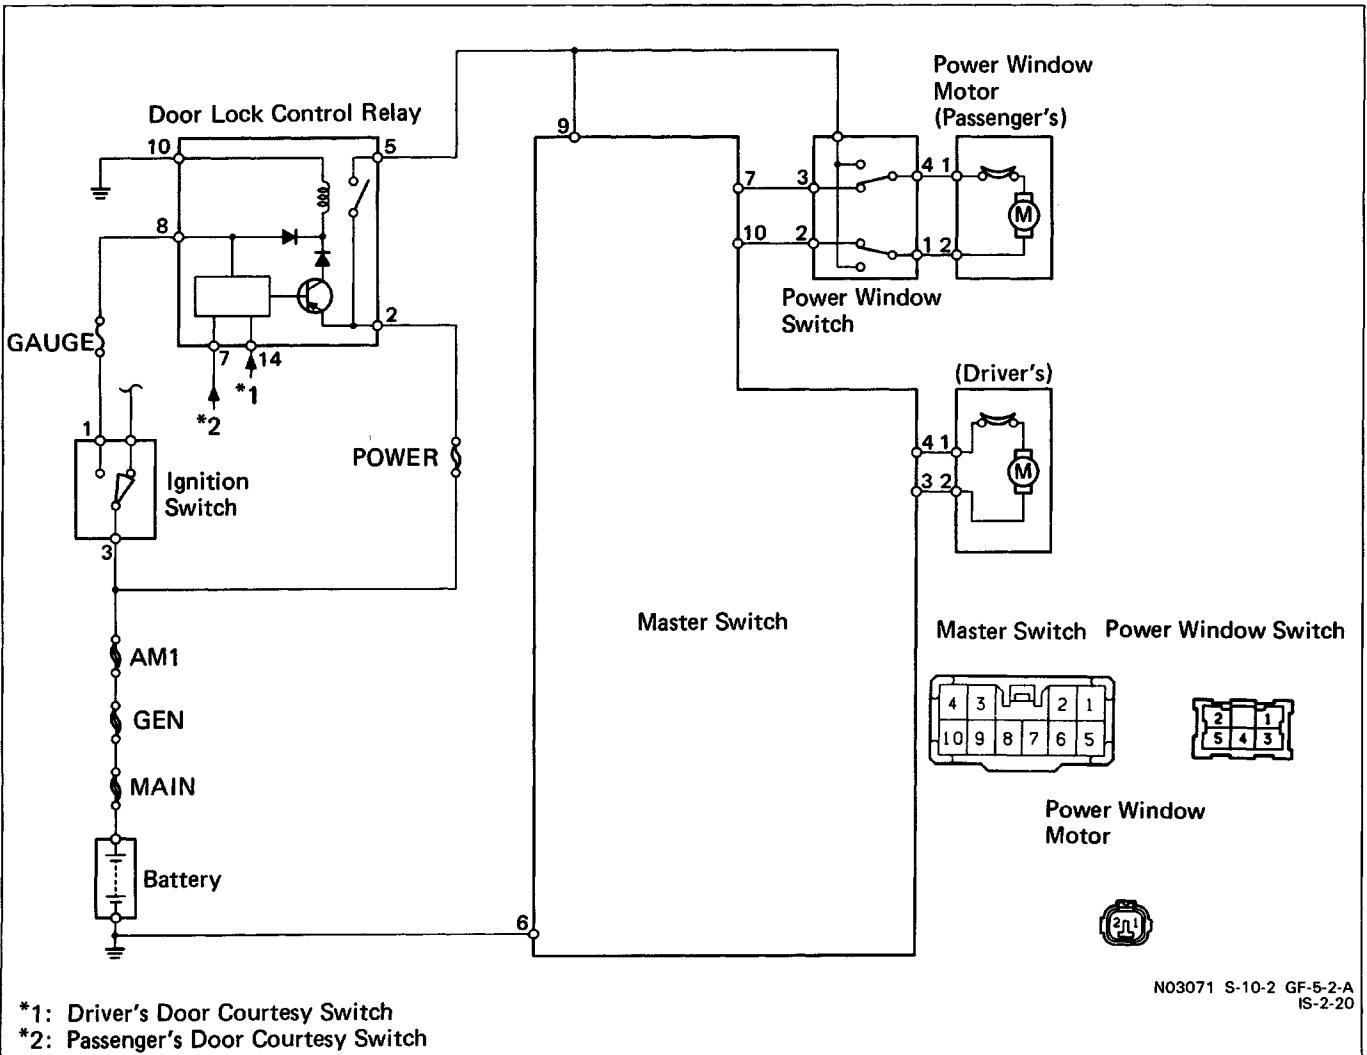 Power Window
Motor
(Passenger's)
Door Lock Control Relay
10
5
9
8
7
3
4 1
10
2
1 2
M
Power Window
Switch
2
GAUGE
7
14
*1
*2
(Driver's)
1
POWER
4 1
3 2
M
Ignition
Switch
3
Master Switch
AM1
GEN
MAIN
Battery
6
Master Switch
4 3 2 1
10 9 8 7 6 5
Power Window Switch
2 1
5 4 3
Power Window
Motor
2 1
N03071 S-10-2 GF-5-2-A
IS-2-20
*1: Driver's Door Courtesy Switch
*2: Passenger's Door Courtesy Switch